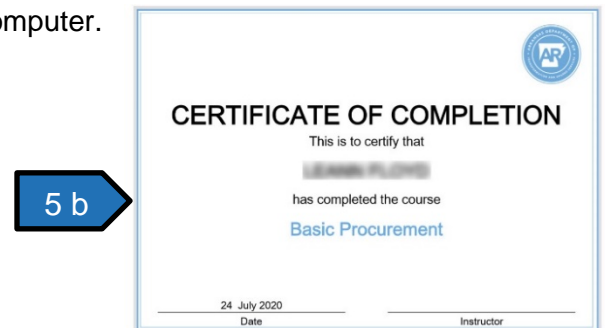 omputer.
AR
CERTIFICATE OF COMPLETION
This is to certify that
has completed the course
5 b
Basic Procurement
24 July 2020
Date
Instructor